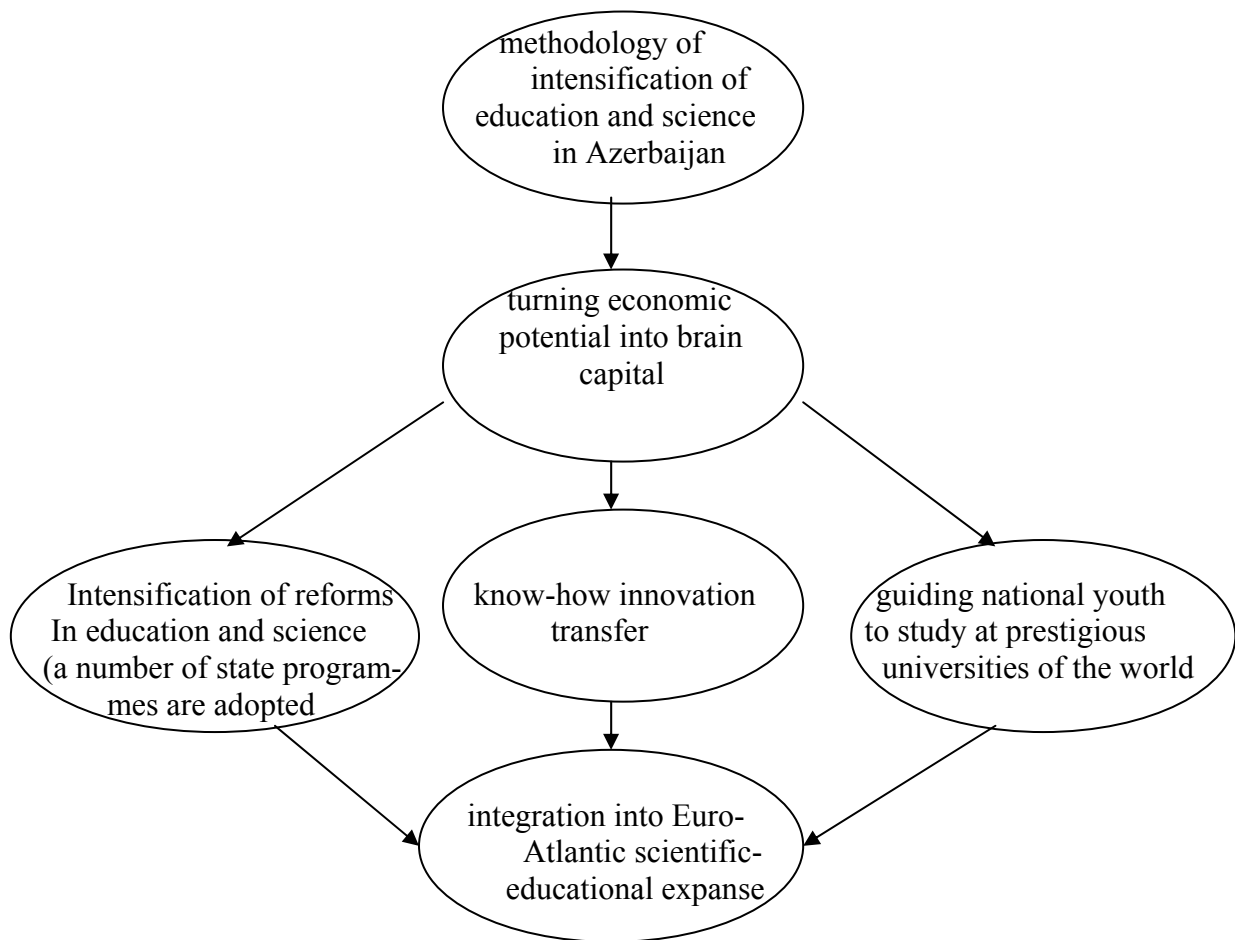 methodology of
intensification of
education and science
in Azerbaijan
turning economic
potential into brain
capital
Intensification of reforms
In education and science
(a number of state program-
mes are adopted
know-how innovation
transfer
guiding national youth
to study at prestigious
universities of the world
integration into Euro-
Atlantic scientific-
educational expanse